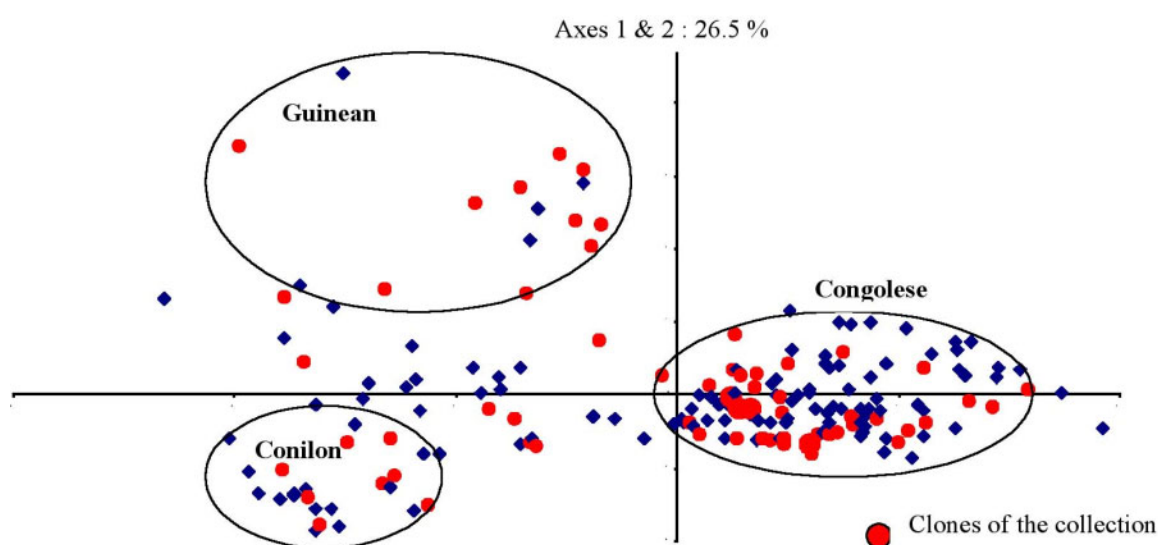 Axes 1 & 2 : 26.5 %
Guinean
Congolese
Conilon
Clones of the collection